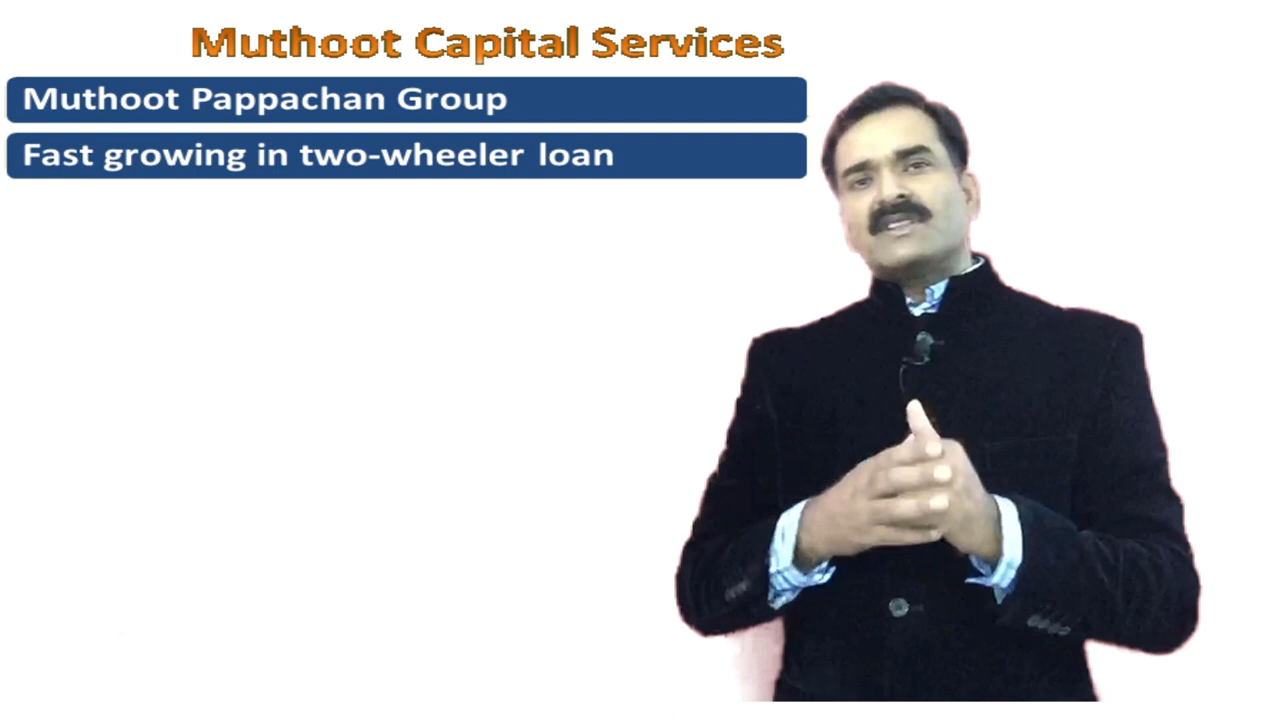 Muthoot Capital Services
Muthoot Pappachan Group
Fast growing in two-wheeler loan